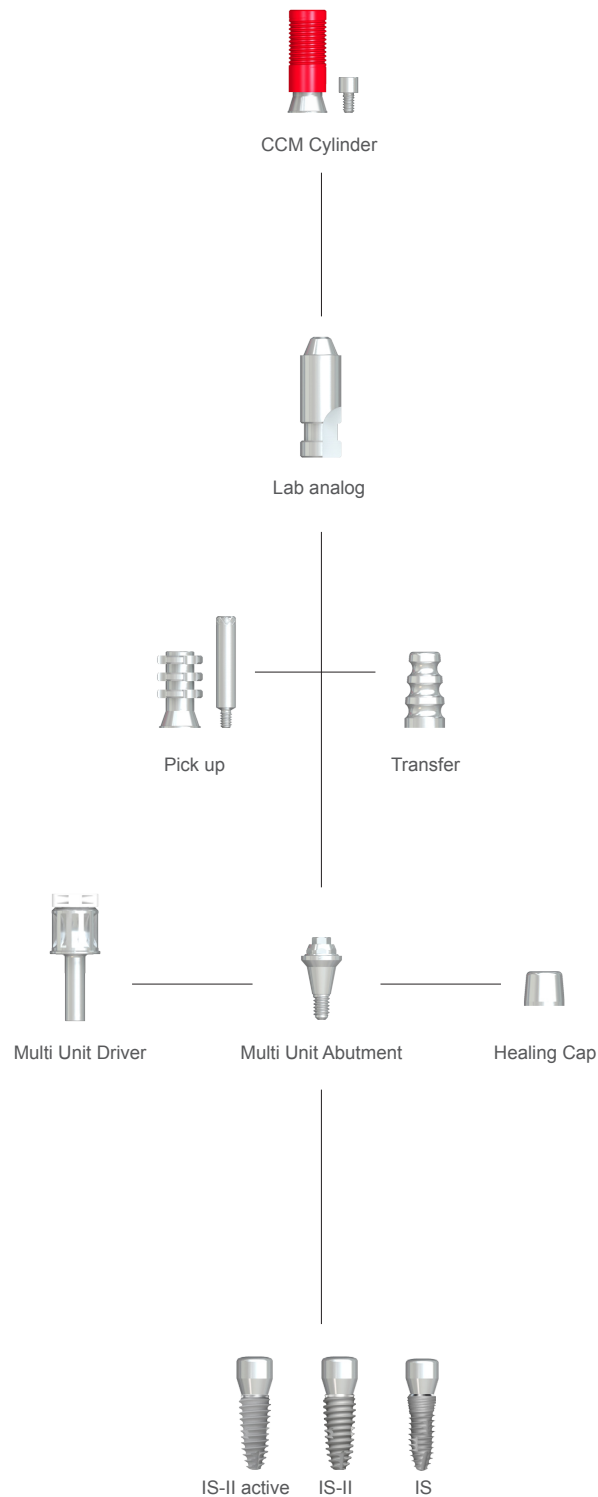 CCM Cylinder
Lab analog
Pick up
Transfer
Multi Unit Driver
Multi Unit Abutment
Healing Cap
IS-II active
IS-II
IS